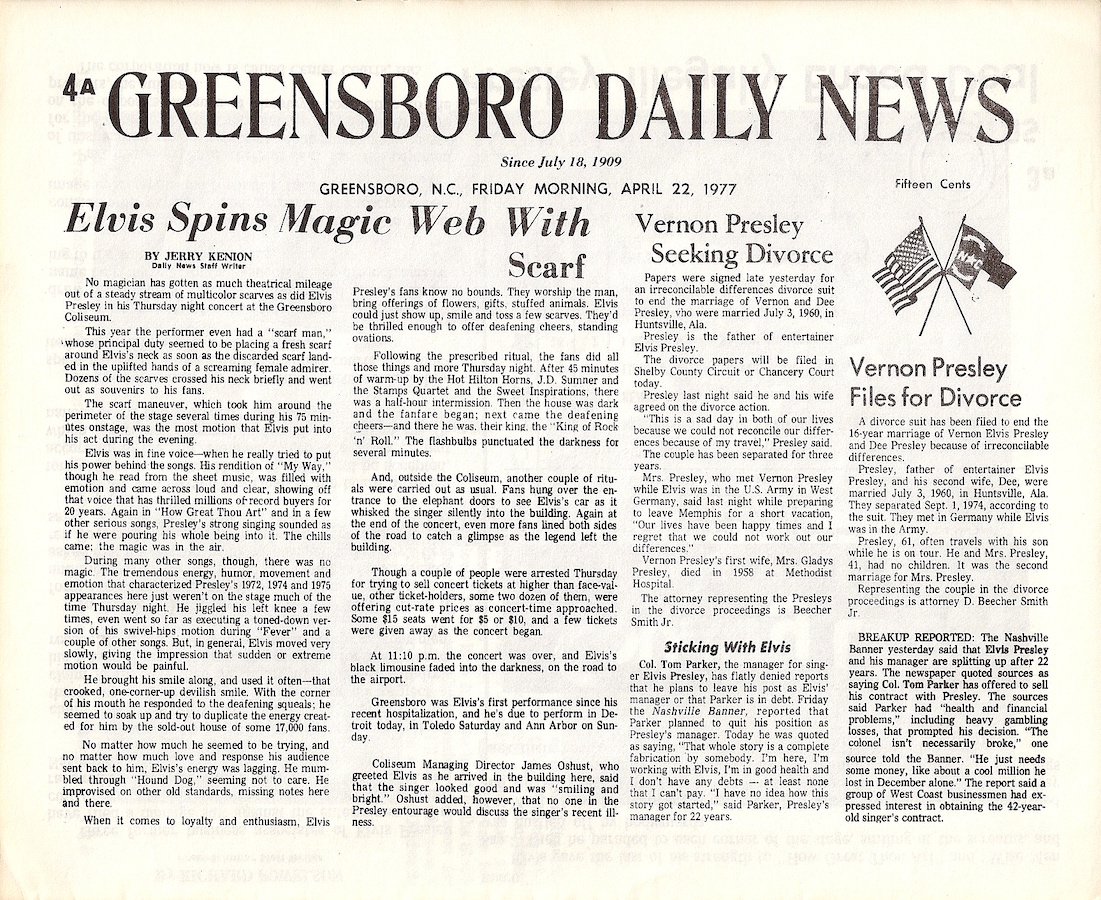 4A GREENSBORO DAILY NEWS
Since July 18, 1909
GREENSBORO, N.C., FRIDAY MORNING, APRIL 22, 1977
Fifteen Cents
Elvis Spins Magic Web With
Scarf
BY JERRY KENION
Daily News Staff Writer
No magician has gotten as much theatrical mileage
out of a steady stream of multicolor scarves as did Elvis
Presley in his Thursday night concert at the Greensboro
Coliseum.
This year the performer even had a "scarf man,"
whose principal duty seemed to be placing a fresh scarf
around Elvis's neck as soon as the discarded scarf land-
ed in the uplifted hands of a screaming female admirer.
Dozens of the scarves crossed his neck briefly and went
out as souvenirs to his fans.
The scarf maneuver, which took him around the
perimeter of the stage several times during his 75 min-
utes onstage, was the most motion that Elvis put into
his act during the evening.
Elvis was in fine voice—when he really tried to put
his power behind the songs. His rendition of "My Way,"
though he read from the sheet music, was filled with
emotion and came across loud and clear, showing off
that voice that has thrilled millions of record buyers for
20 years. Again in "How Great Thou Art" and in a few
other serious songs, Presley's strong singing sounded as
if he were pouring his whole being into it. The chills
came; the magic was in the air.
During many other songs, though, there was no
magic. The tremendous energy, humor, movement and
emotion that characterized Presley's 1972, 1974 and 1975
appearances here just weren't on the stage much of the
time Thursday night. He jiggled his left knee a few
times, even went so far as executing a toned-down ver-
sion of his swivel-hips motion during "Fever" and a
couple of other songs. But, in general, Elvis moved very
slowly, giving the impression that sudden or extreme
motion would be painful.
He brought his smile along, and used it often—that
crooked, one-corner-up devilish smile. With the corner
of his mouth he responded to the deafening squeals; he
seemed to soak up and try to duplicate the energy creat-
ed for him by the sold-out house of some 17,000 fans.
No matter how much he seemed to be trying, and
no matter how much love and response his audience
sent back to him, Elvis's energy was lagging. He mum-
bled through "Hound Dog," seeming not to care. He
improvised on other old standards, missing notes here
and there.
When it comes to loyalty and enthusiasm, Elvis
Presley's fans know no bounds. They worship the man,
bring offerings of flowers, gifts, stuffed animals. Elvis
could just show up, smile and toss a few scarves. They'd
be thrilled enough to offer deafening cheers, standing
ovations.
Following the prescribed ritual, the fans did all
those things and more Thursday night. After 45 minutes
of warm-up by the Hot Hilton Horns, J.D. Sumner and
the Stamps Quartet and the Sweet Inspirations, there
was a half-hour intermission. Then the house was dark
and the fanfare began; next came the deafening
cheers—and there he was, their king, the "King of Rock
'n' Roll." The flashbulbs punctuated the darkness for
several minutes.
And, outside the Coliseum, another couple of ritu-
als were carried out as usual. Fans hung over the en-
trance to the elephant doors to see Elvis's car as it
whisked the singer silently into the building. Again at
the end of the concert, even more fans lined both sides
of the road to catch a glimpse as the legend left the
building.
Though a couple of people were arrested Thursday
for trying to sell concert tickets at higher than face-val-
ue, other ticket-holders, some two dozen of them, were
offering cut-rate prices as concert-time approached.
Some $15 seats went for $5 or $10, and a few tickets
were given away as the concert began.
At 11:10 p.m. the concert was over, and Elvis's
black limousine faded into the darkness, on the road to
the airport.
Greensboro was Elvis's first performance since his
recent hospitalization, and he's due to perform in De-
troit today, in Toledo Saturday and Ann Arbor on Sun-
day.
Coliseum Managing Director James Oshust, who
greeted Elvis as he arrived in the building here, said
that the singer looked good and was "smiling and
bright." Oshust added, however, that no one in the
Presley entourage would discuss the singer's recent ill-
ness.
Vernon Presley
Seeking Divorce
Papers were signed late yesterday for
an irreconcilable differences divorce suit
to end the marriage of Vernon and Dee
Presley, who were married July 3, 1960, in
Huntsville, Ala.
Presley is the father of entertainer
Elvis Presley.
The divorce papers will be filed in
Shelby County Circuit or Chancery Court
today.
Presley last night said he and his wife
agreed on the divorce action.
"This is a sad day in both of our lives
because we could not reconcile our differ-
ences because of my travel," Presley said.
The couple has been separated for three
years.
Mrs. Presley, who met Vernon Presley
while Elvis was in the U.S. Army in West
Germany, said last night while preparing
to leave Memphis for a short vacation,
"Our lives have been happy times and I
regret that we could not work out our
differences."
Vernon Presley's first wife, Mrs. Gladys
Presley, died in 1958 at Methodist
Hospital.
The attorney representing the Presleys
in the divorce proceedings is Beecher
Smith Jr.
Sticking With Elvis
Col. Tom Parker, the manager for sing-
er Elvis Presley, has flatly denied reports
that he plans to leave his post as Elvis'
manager or that Parker is in debt. Friday
the Nashville Banner, reported that
Parker planned to quit his position as
Presley's manager. Today he was quoted
as saying, "That whole story is a complete
fabrication by somebody. I'm here, I'm
working with Elvis, I'm in good health and
I don't have any debts — at least none
that I can't pay. "I have no idea how this
story got started," said Parker, Presley's
manager for 22 years.
Vernon Presley
Files for Divorce
A divorce suit has been filed to end the
16-year marriage of Vernon Elvis Presley
and Dee Presley because of irreconcilable
differences.
Presley, father of entertainer Elvis
Presley, and his second wife, Dee, were
married July 3, 1960, in Huntsville, Ala.
They separated Sept. 1, 1974, according to
the suit. They met in Germany while Elvis
was in the Army.
Presley, 61, often travels with his son
while he is on tour. He and Mrs. Presley,
41, had no children. It was the second
marriage for Mrs. Presley.
Representing the couple in the divorce
proceedings is attorney D. Beecher Smith
Jr.
BREAKUP REPORTED: The Nashville
Banner yesterday said that Elvis Presley
and his manager are splitting up after 22
years. The newspaper quoted sources as
saying Col. Tom Parker has offered to sell
his contract with Presley. The sources
said Parker had "health and financial
problems," including heavy gambling
losses, that prompted his decision. "The
colonel isn't necessarily broke," one
source told the Banner. "He just needs
some money, like about a cool million he
lost in December alone." The report said a
group of West Coast businessmen had ex-
pressed interest in obtaining the 42-year-
old singer's contract.